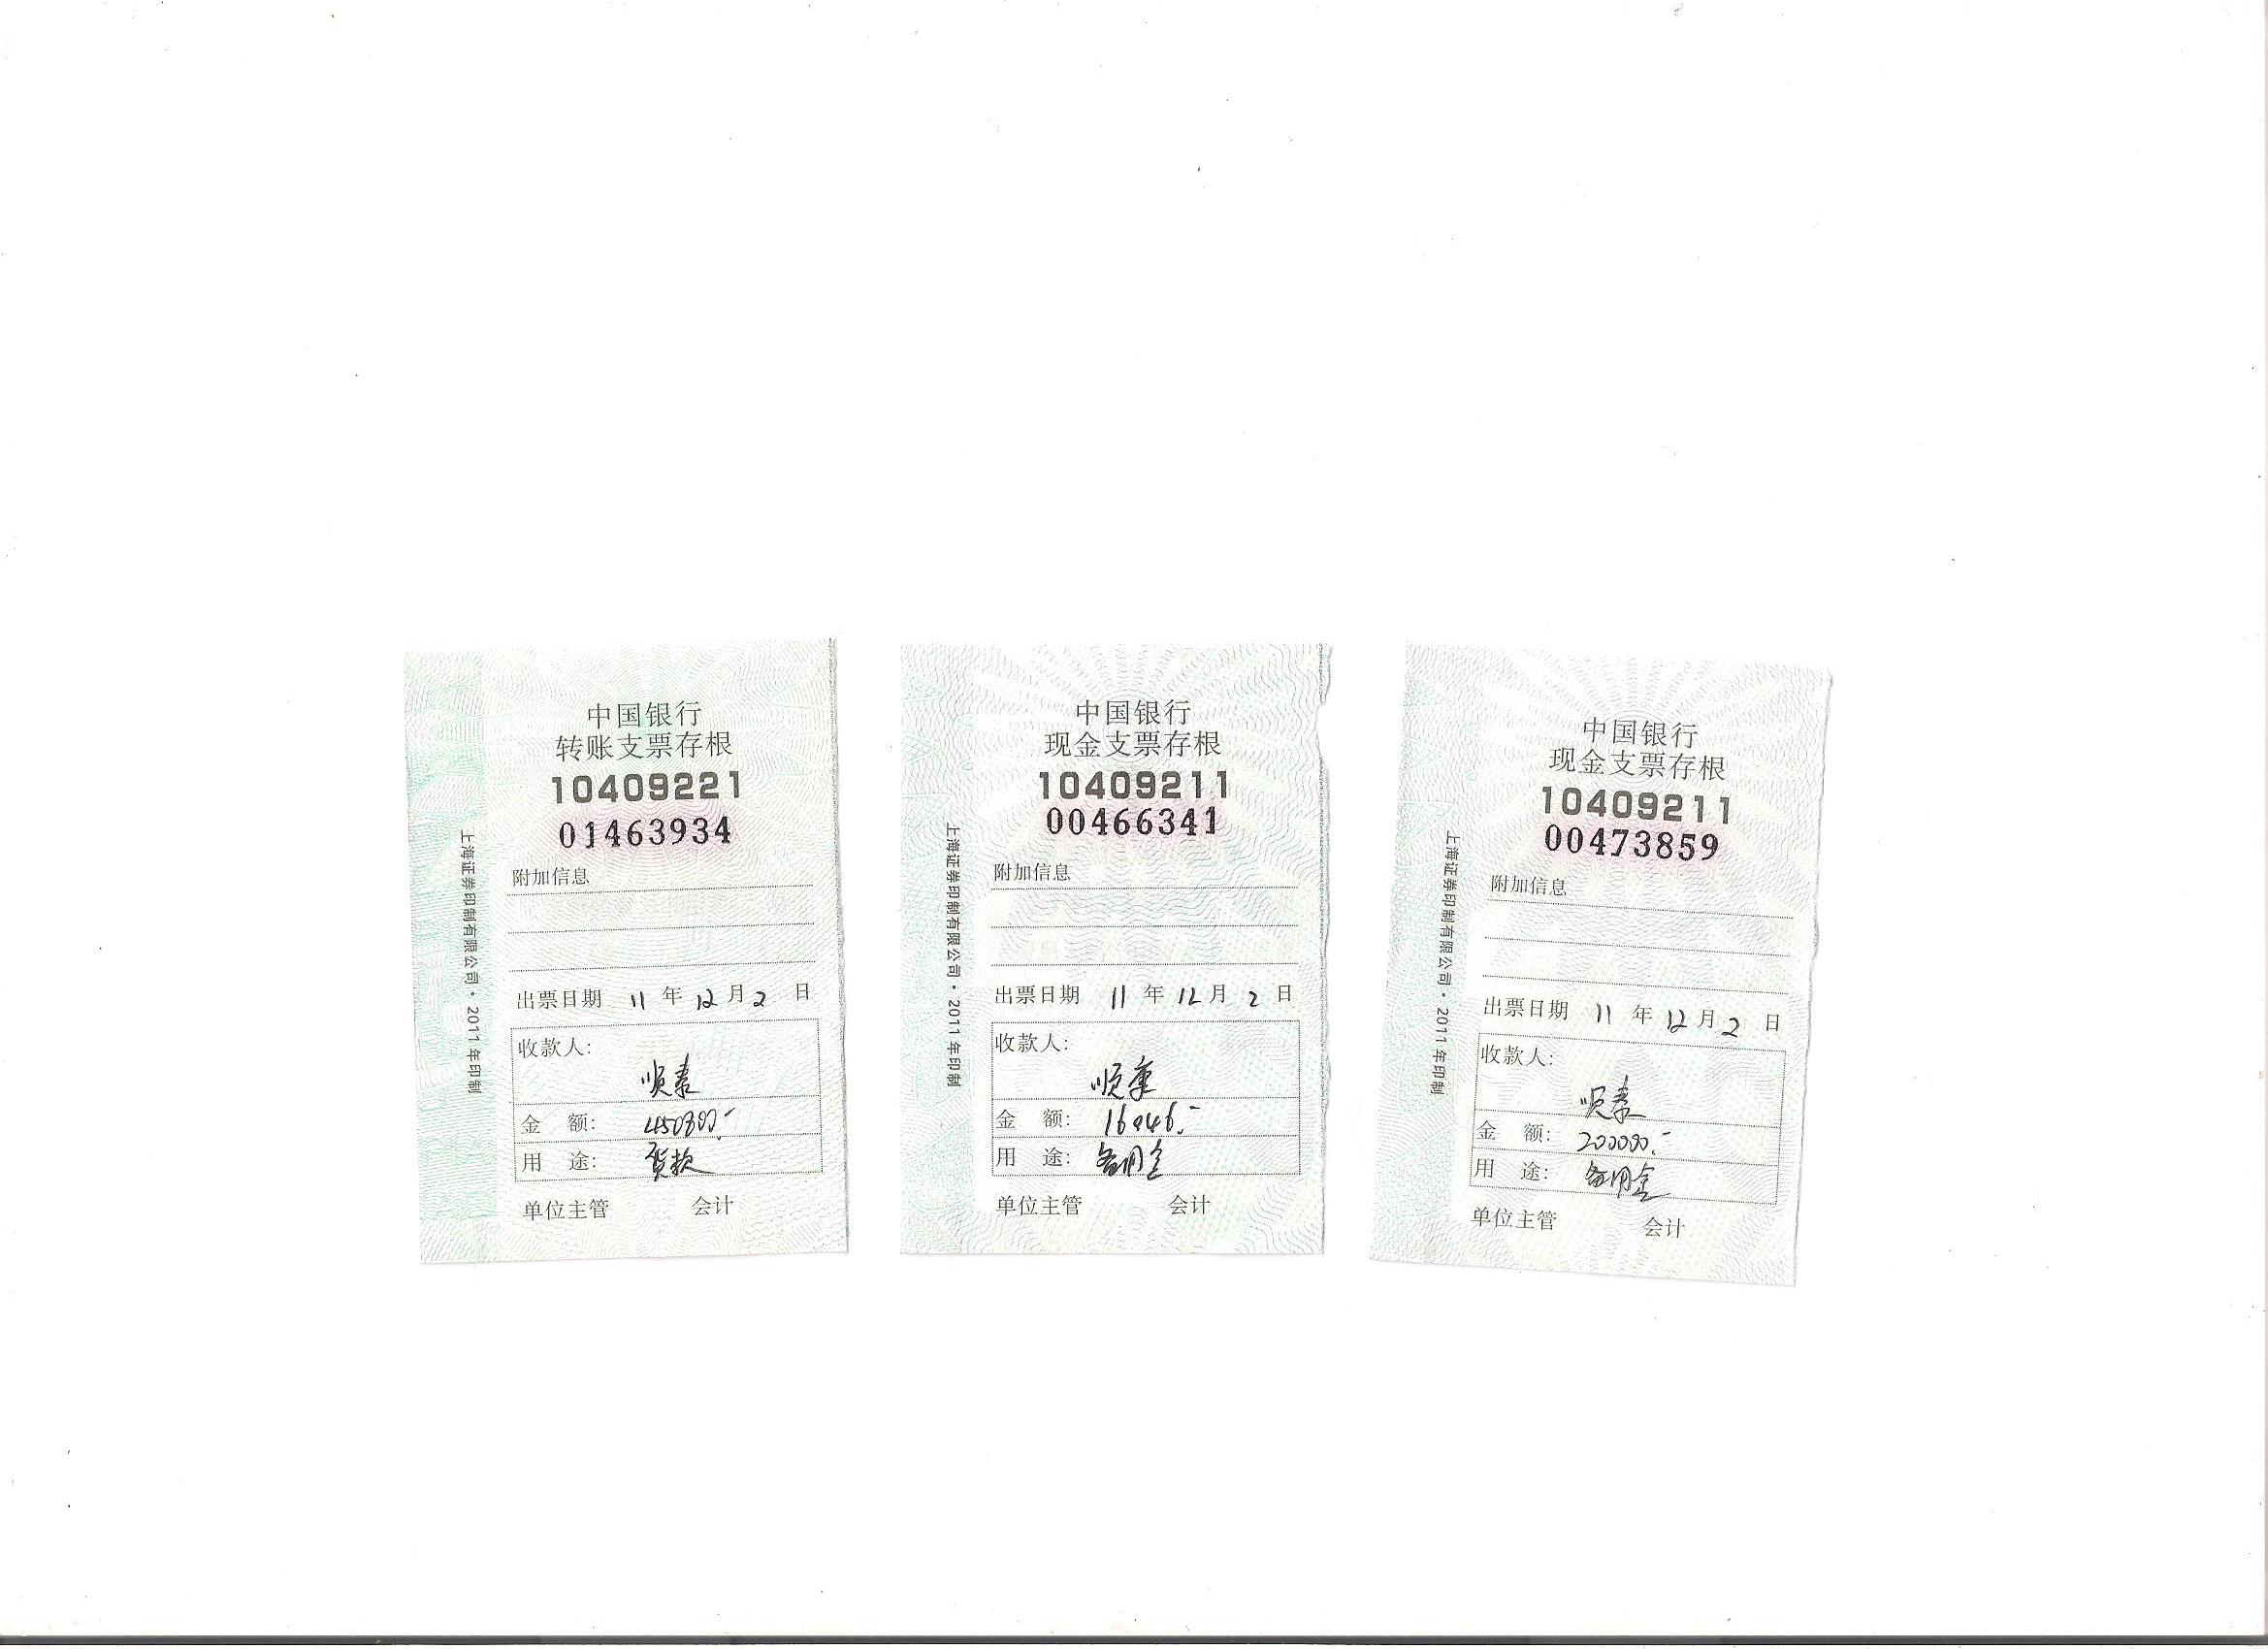 中国银行
转账支票存根
10409221
01463934
附加信息
出票日期 11 年 12 月 2 日
收款人:
顺泰
金 额: 450300.-
用 途: 货款
单位主管 会计
上海证券印制有限公司·2011年印制
中国银行
现金支票存根
10409211
00466341
附加信息
出票日期 11 年 12 月 2 日
收款人:
顺康
金 额: 16046.-
用 途: 备用金
单位主管 会计
上海证券印制有限公司·2011年印制
中国银行
现金支票存根
10409211
00473859
附加信息
出票日期 11 年 12 月 2 日
收款人:
顺泰
金 额: 200000.-
用 途: 备用金
单位主管 会计
上海证券印制有限公司·2011年印制